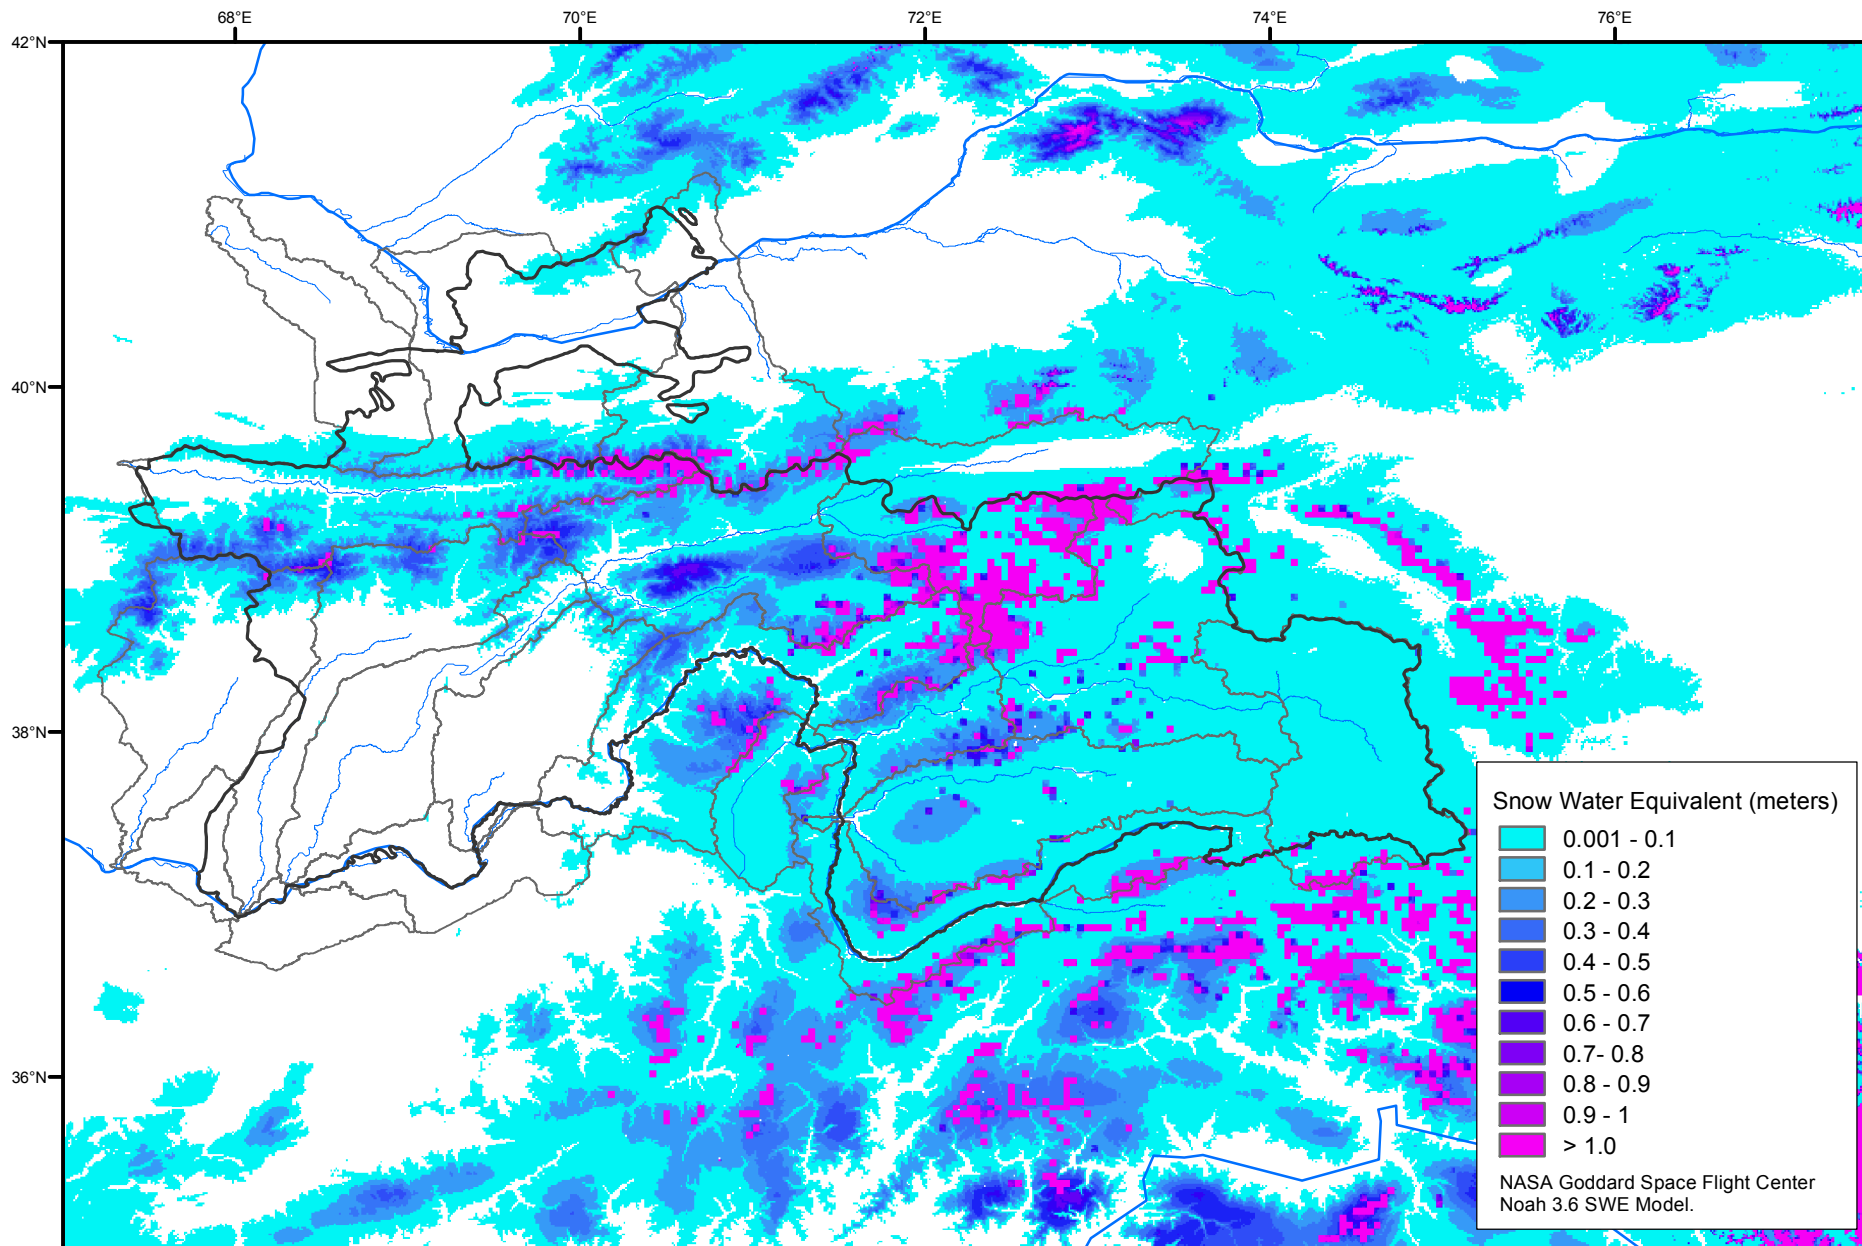 68°E
70°E
72°E
74°E
76°E
42°N
40°N
38°N
36°N
Snow Water Equivalent (meters)
0.001 - 0.1
0.1 - 0.2
0.2 - 0.3
0.3 - 0.4
0.4 - 0.5
0.5 - 0.6
0.6 - 0.7
0.7- 0.8
0.8 - 0.9
0.9 - 1
> 1.0
NASA Goddard Space Flight Center
Noah 3.6 SWE Model.